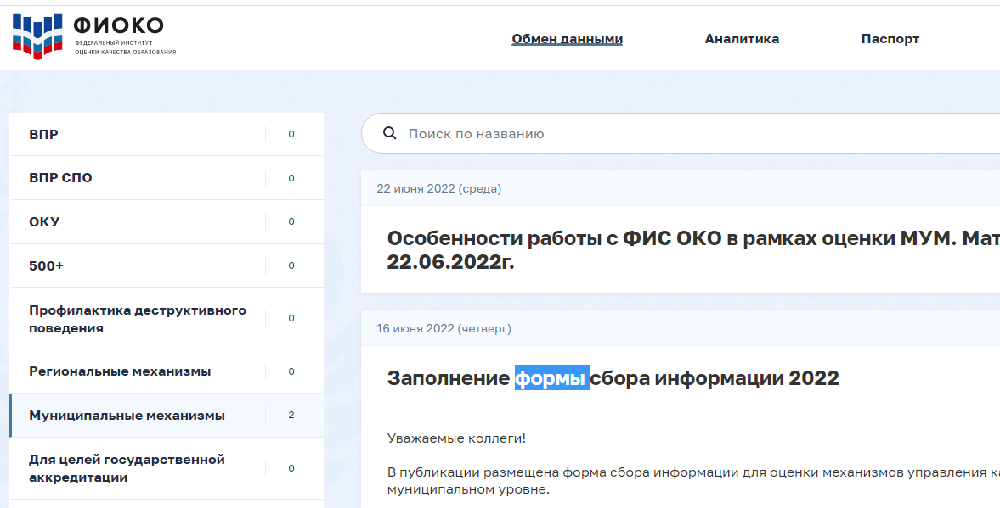 ФИОКО
ФЕДЕРАЛЬНЫЙ ИНСТИТУТ
ОЦЕНКИ КАЧЕСТВА ОБРАЗОВАНИЯ
Обмен данными
Аналитика
Паспорт
ВПР 0
ВПР СПО 0
ОКУ 0
500+ 0
Профилактика деструктивного
поведения 0
Региональные механизмы 0
Муниципальные механизмы 2
Для целей государственной
аккредитации 0
Поиск по названию
22 июня 2022 (среда)
Особенности работы с ФИС ОКО в рамках оценки МУМ. Мат
22.06.2022г.
16 июня 2022 (четверг)
Заполнение формы сбора информации 2022
Уважаемые коллеги!
В публикации размещена форма сбора информации для оценки механизмов управления ка
муниципальном уровне.